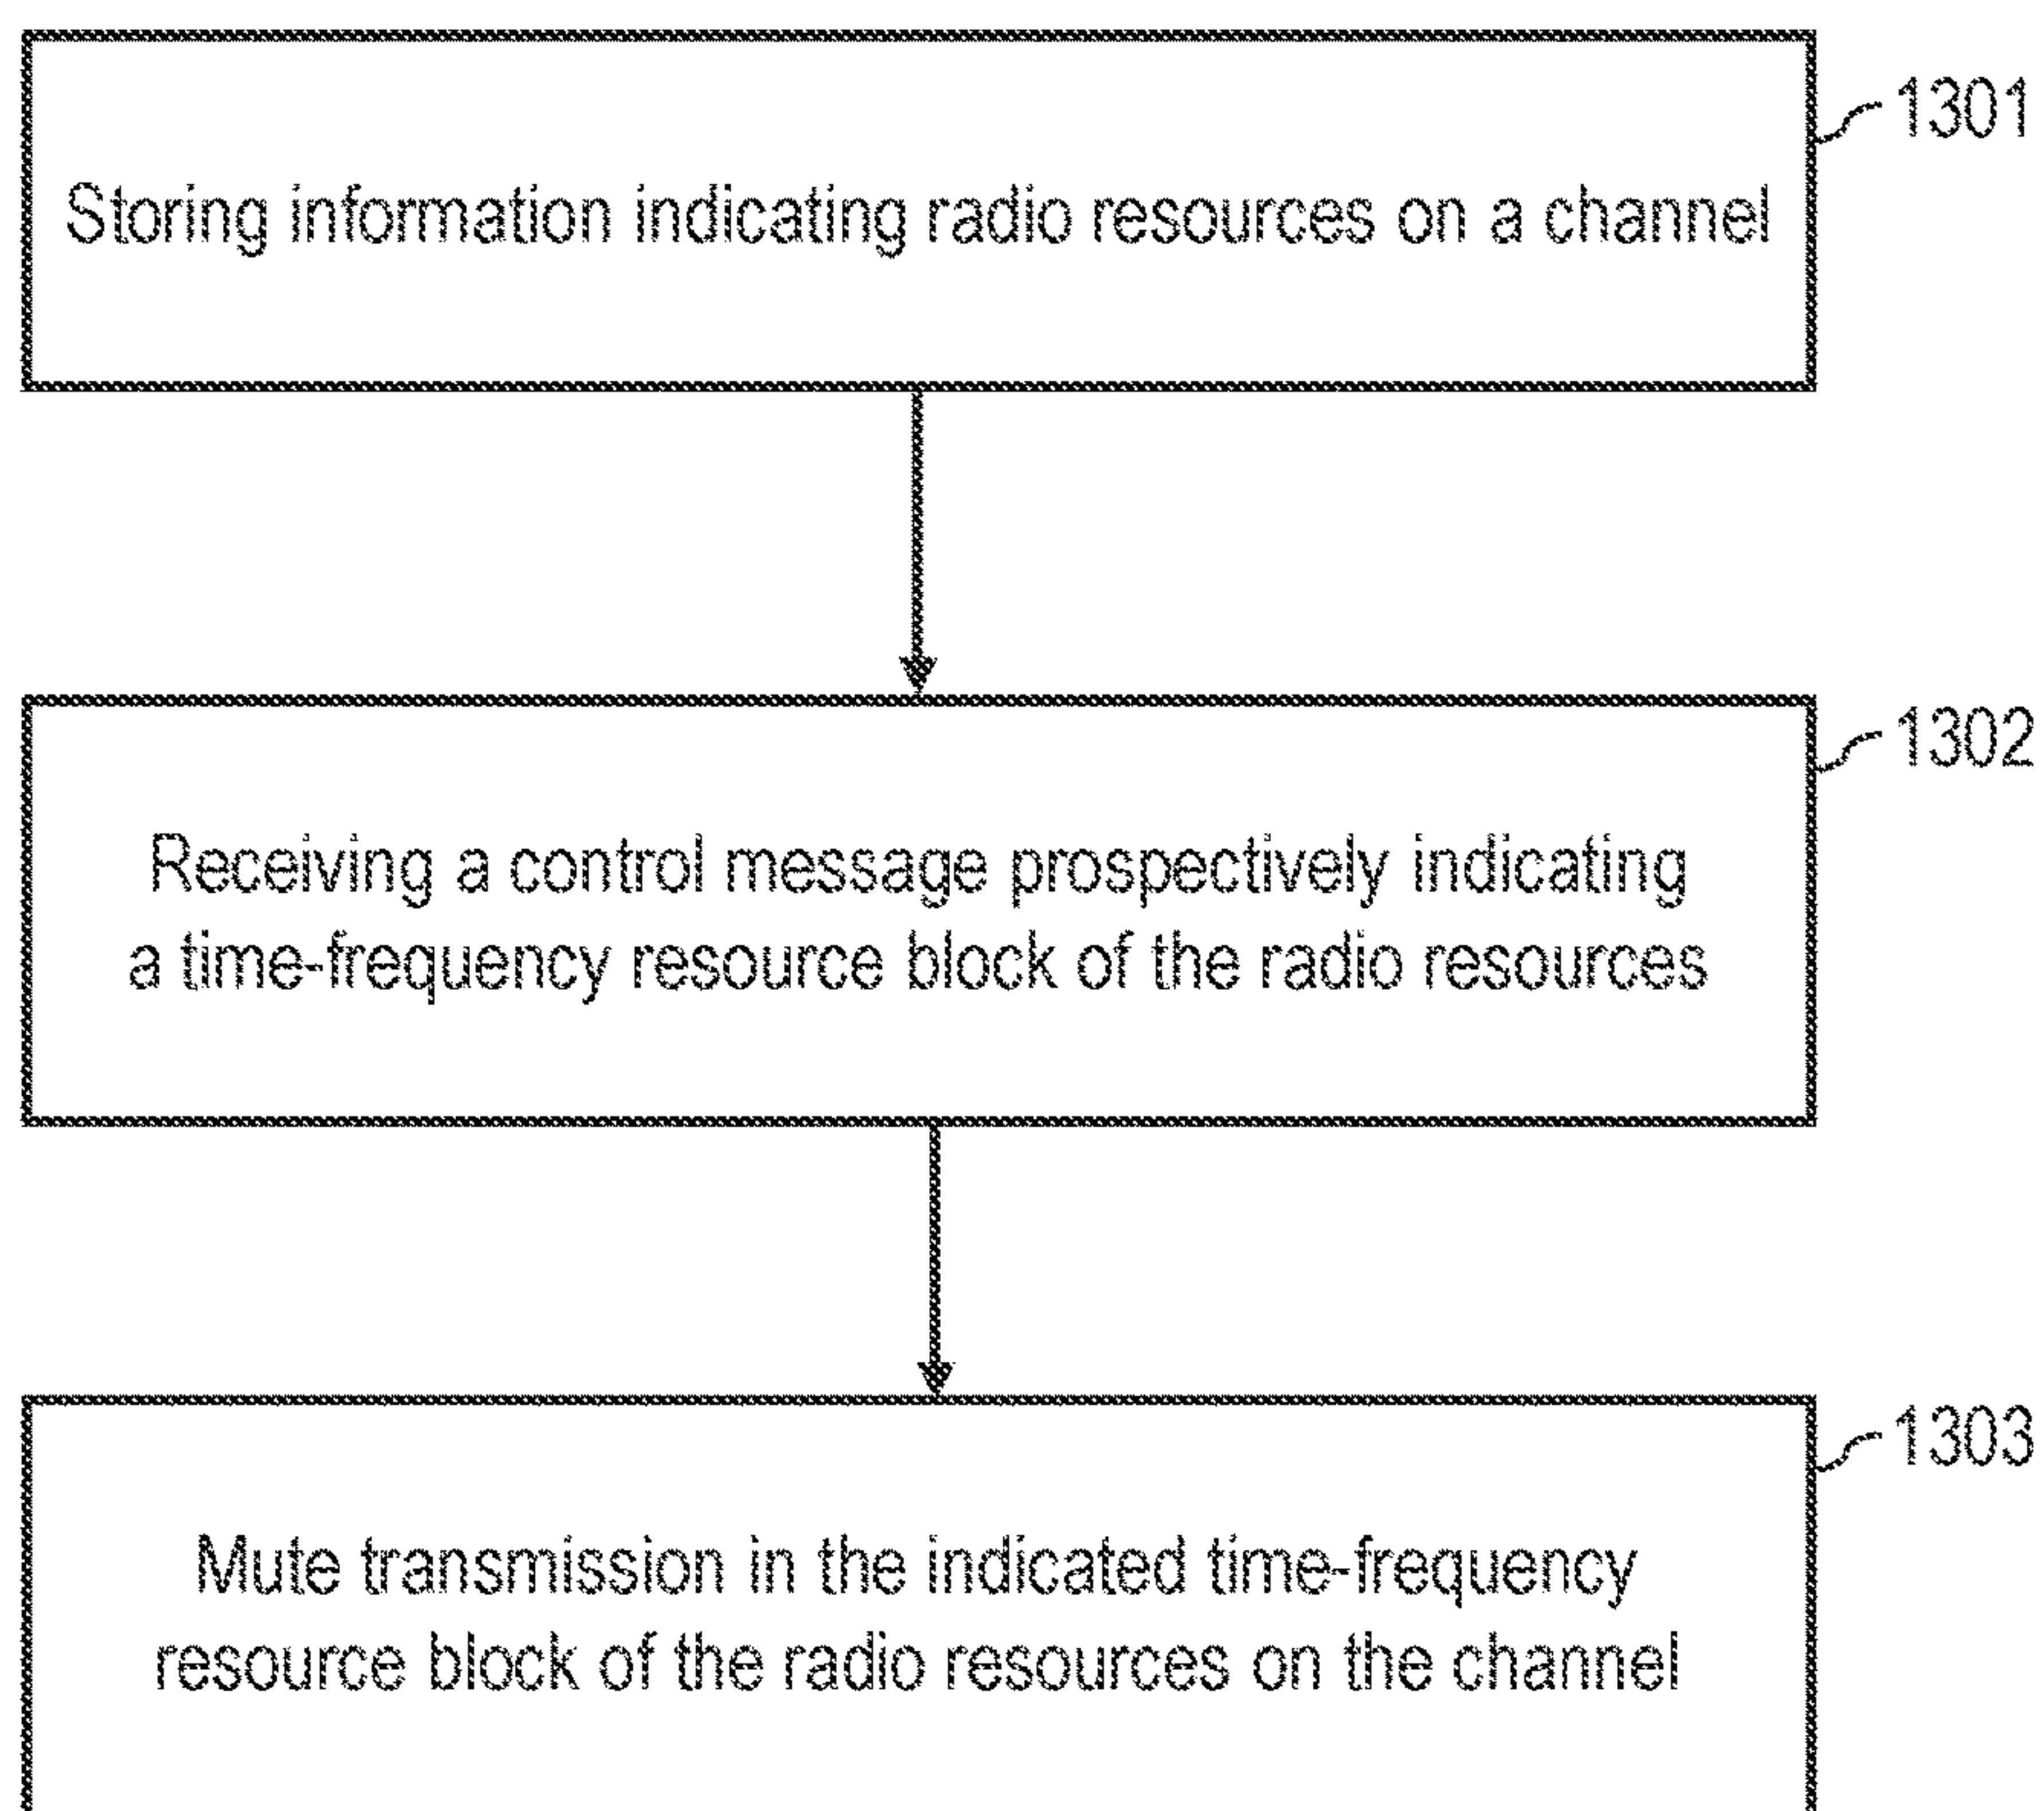 1301
Storing information indicating radio resources on a channel
1302
Receiving a control message prospectively indicating
a time-frequency resource block of the radio resources
1303
Mute transmission in the indicated time-frequency
resource block of the radio resources on the channel